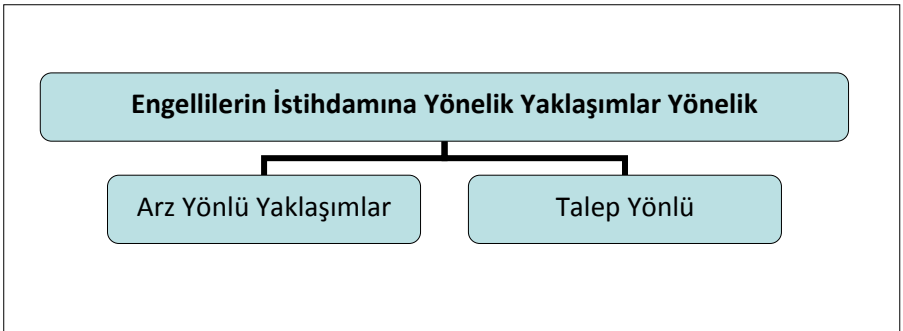 Engellilerin İstihdamına Yönelik Yaklaşımlar Yönelik
Arz Yönlü Yaklaşımlar
Talep Yönlü